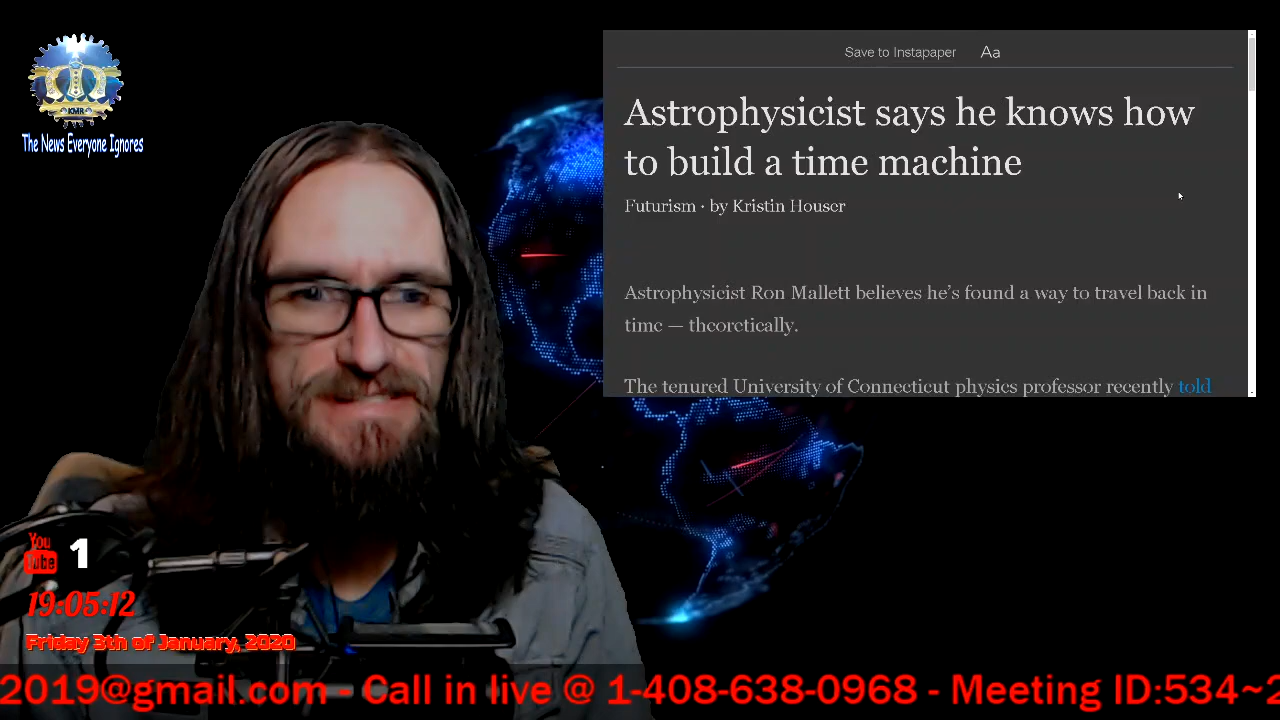 KMR
The News Everyone Ignores
Save to Instapaper Aa
Astrophysicist says he knows how
to build a time machine
Futurism · by Kristin Houser
Astrophysicist Ron Mallett believes he's found a way to travel back in
time — theoretically.
The tenured University of Connecticut physics professor recently told
You
Tube 1
19:05:12
Friday 3th of January, 2020
2019@gmail.com - Call in live @ 1-408-638-0968 - Meeting ID:534~2